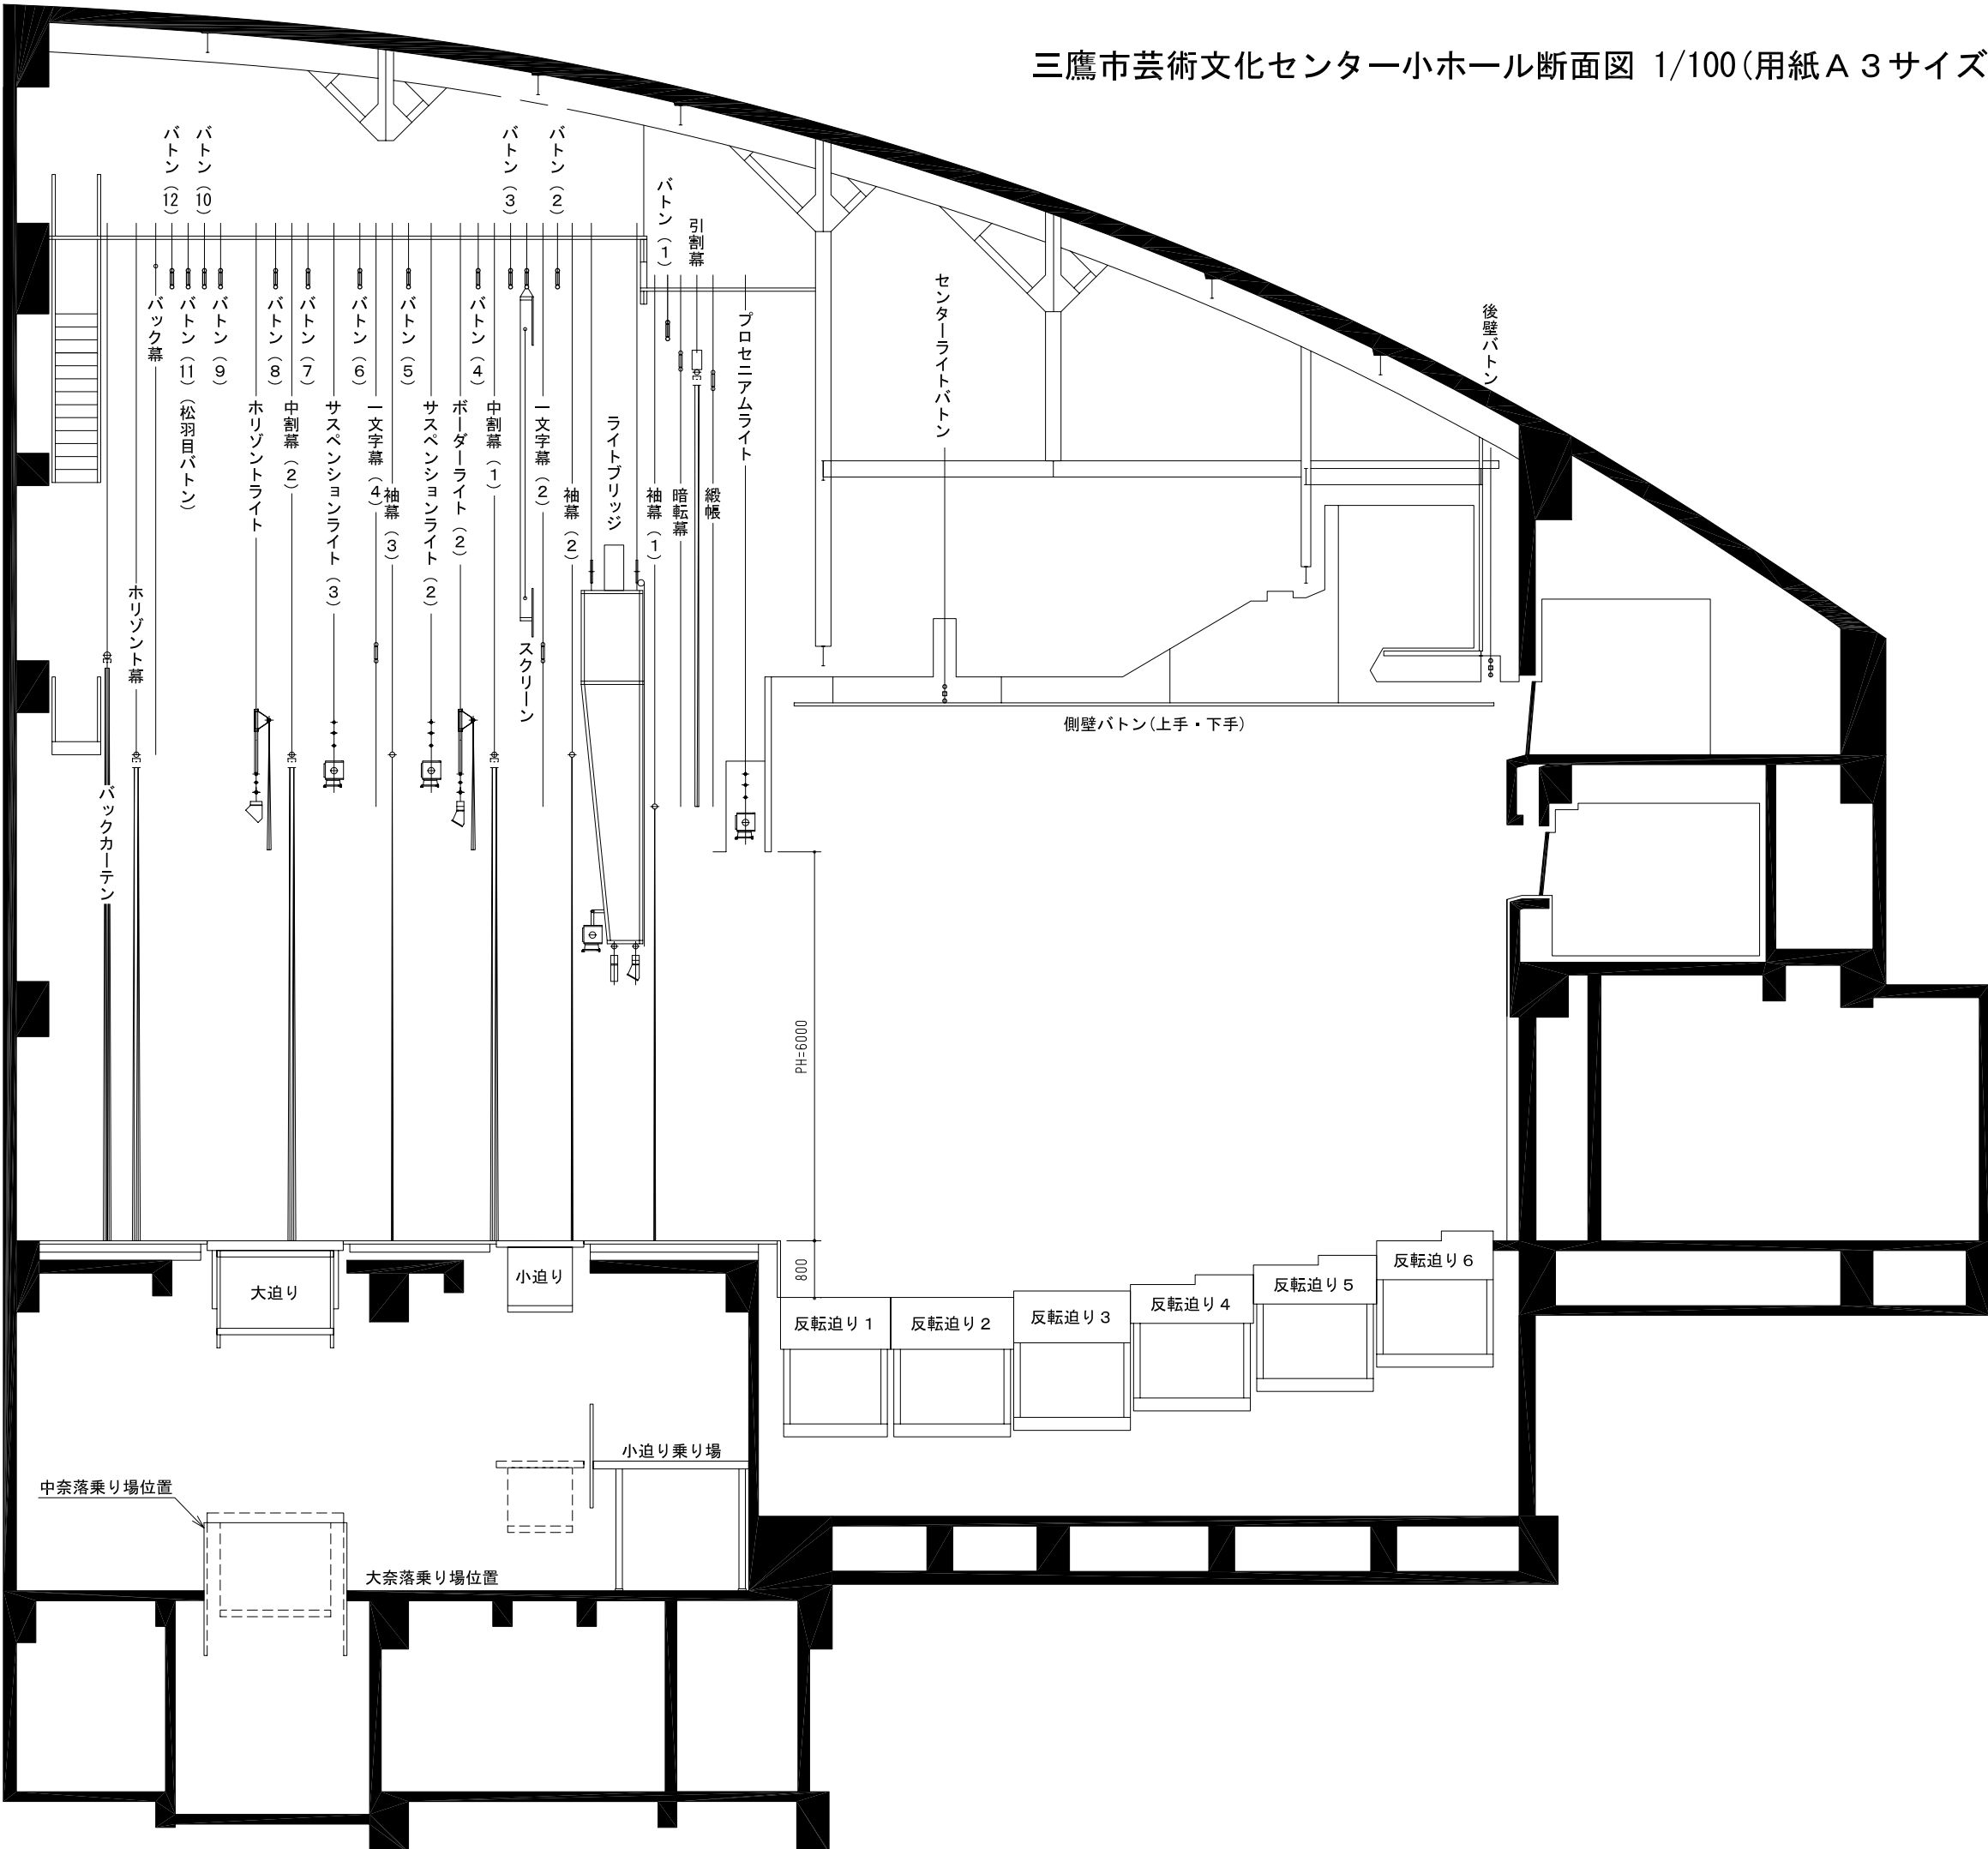 三鷹市芸術文化センター小ホール断面図 1/100(用紙Ａ３サイズ
バトン（12）
バトン（10）
バトン（3）
バトン（2）
バトン（1）
引割幕
バック幕
バトン（11）（松羽目バトン）
バトン（9）
バトン（8）
バトン（7）
バトン（6）
バトン（5）
バトン（4）
プロセニアムライト
センターライトバトン
後壁バトン
ホリゾントライト
中割幕（2）
サスペンションライト（3）
一文字幕（4）
袖幕（3）
サスペンションライト（2）
ボーダーライト（2）
中割幕（1）
一文字幕（2）
袖幕（2）
ライトブリッジ
袖幕（1）
暗転幕
緞帳
ホリゾント幕
スクリーン
側壁バトン(上手・下手)
バックカーテン
PH=6000
800
大迫り
小迫り
反転迫り１
反転迫り２
反転迫り３
反転迫り４
反転迫り５
反転迫り６
小迫り乗り場
中奈落乗り場位置
大奈落乗り場位置